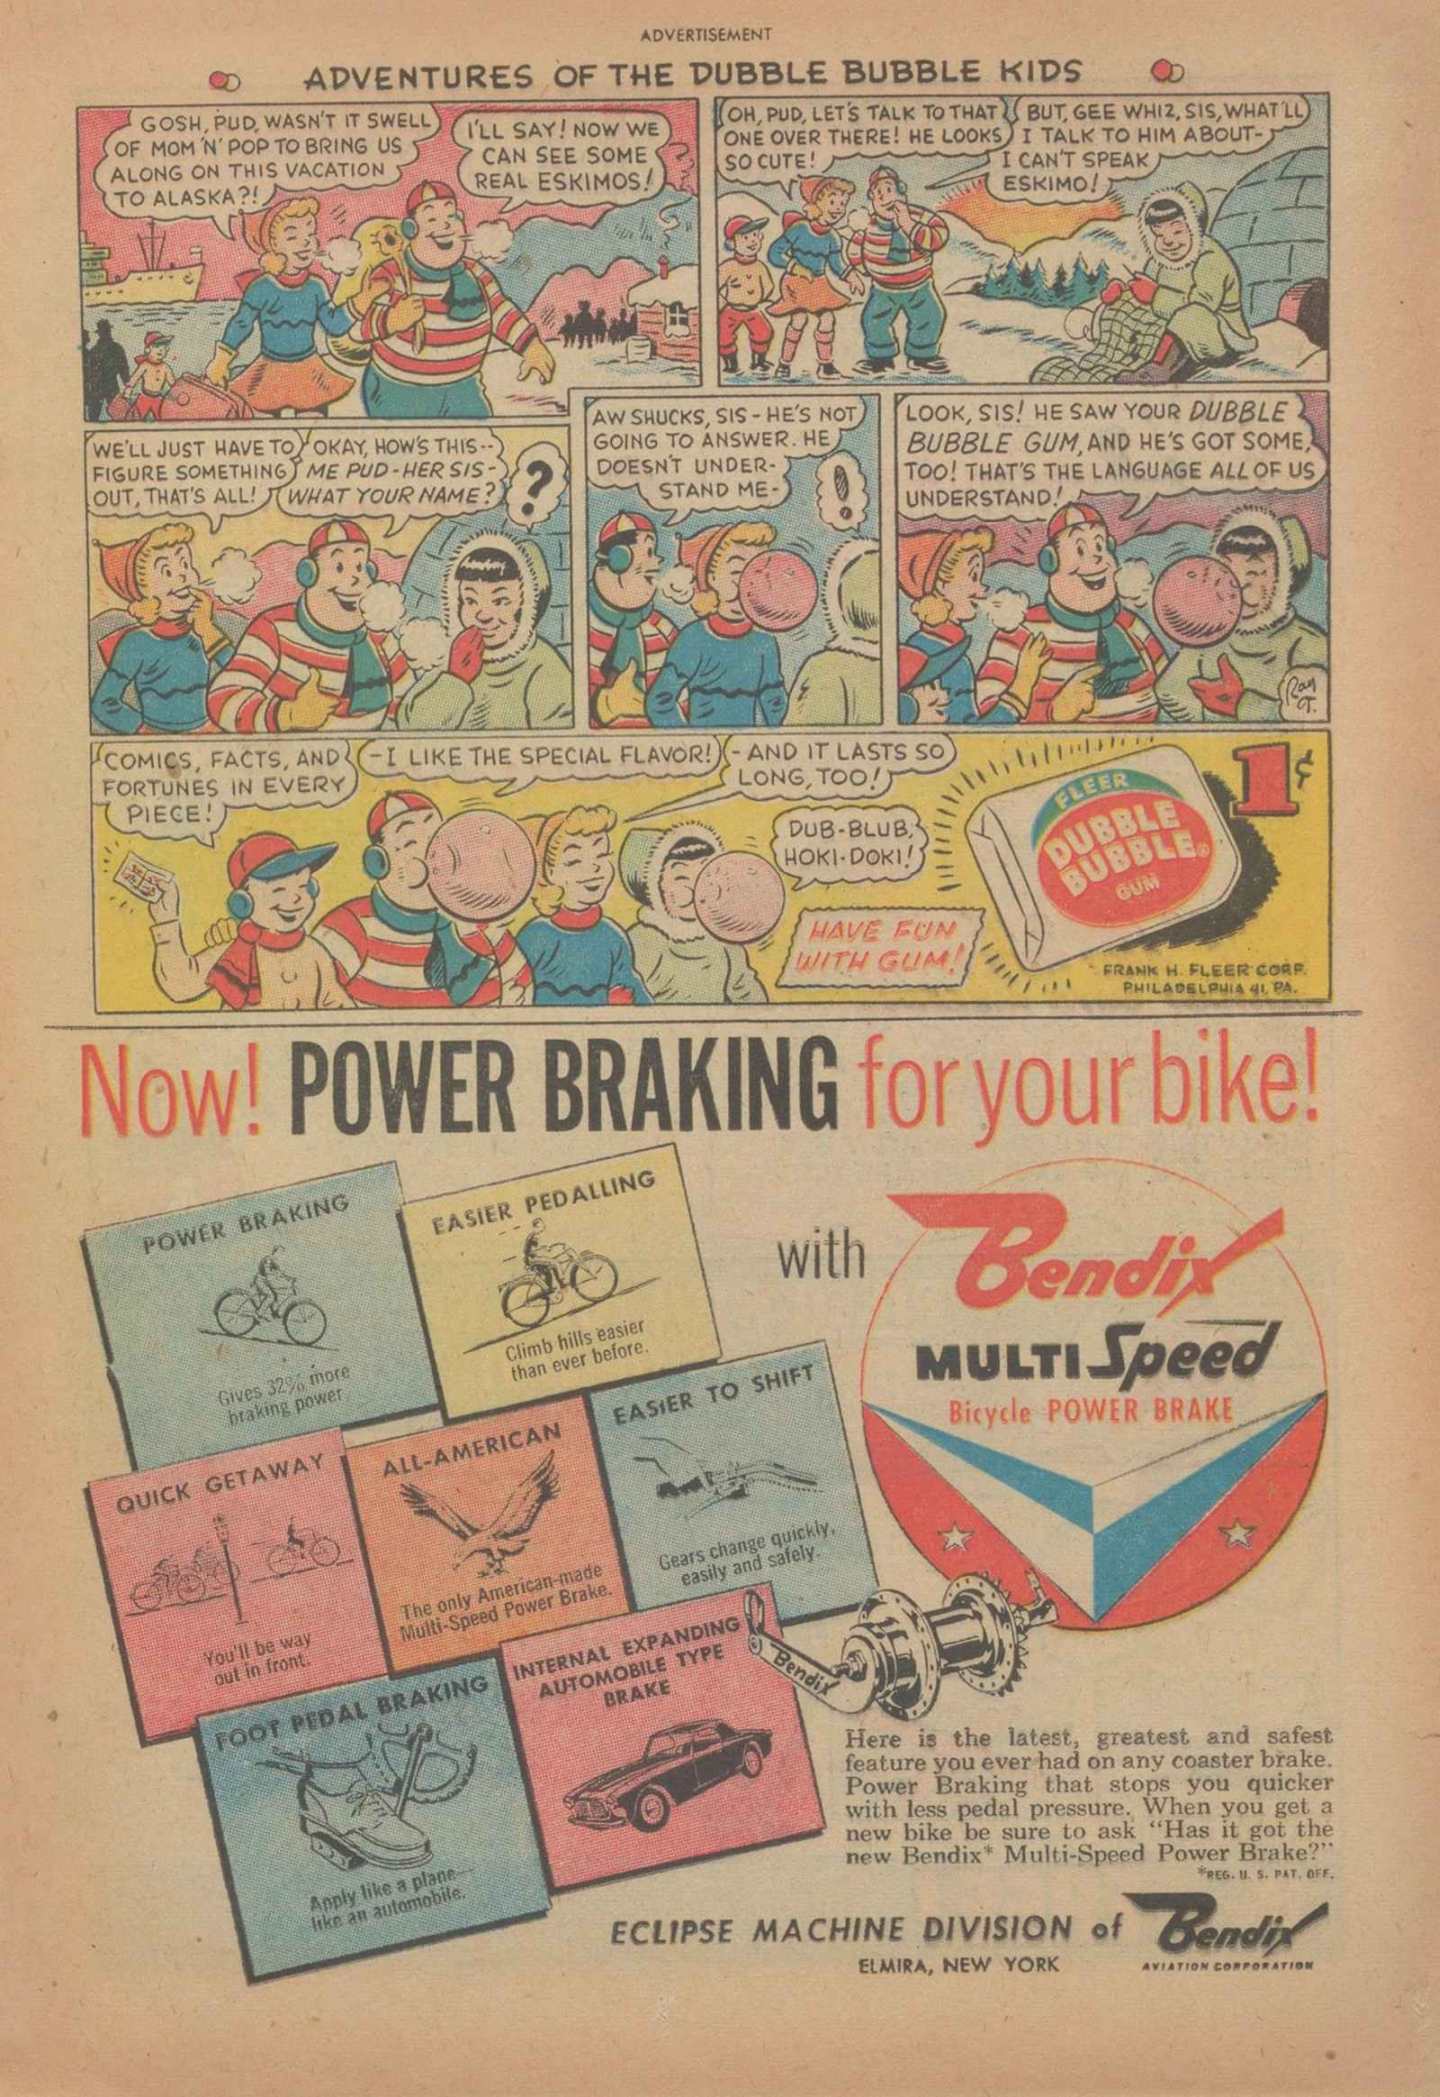 ADVERTISEMENT
ADVENTURES OF THE DUBBLE BUBBLE KIDS
GOSH, PUD, WASN'T IT SWELL
OF MOM 'N' POP TO BRING US
ALONG ON THIS VACATION
TO ALASKA?!
I'LL SAY! NOW WE
CAN SEE SOME
REAL ESKIMOS!
OH, PUD, LET'S TALK TO THAT
ONE OVER THERE! HE LOOKS
SO CUTE!
BUT, GEE WHIZ, SIS, WHAT'LL
I TALK TO HIM ABOUT-
I CAN'T SPEAK
ESKIMO!
WE'LL JUST HAVE TO
FIGURE SOMETHING
OUT, THAT'S ALL!
OKAY, HOW'S THIS--
ME PUD-HER SIS-
WHAT YOUR NAME?
?
AW SHUCKS, SIS - HE'S NOT
GOING TO ANSWER. HE
DOESN'T UNDER-
STAND ME-
!
LOOK, SIS! HE SAW YOUR DUBBLE
BUBBLE GUM, AND HE'S GOT SOME,
TOO! THAT'S THE LANGUAGE ALL OF US
UNDERSTAND!
Ray
T.
COMICS, FACTS, AND
FORTUNES IN EVERY
PIECE!
-I LIKE THE SPECIAL FLAVOR!
- AND IT LASTS SO
LONG, TOO!
DUB-BLUB,
HOKI-DOKI!
HAVE FUN
WITH GUM!
FLEER
DUBBLE
BUBBLE®
GUM
1¢
FRANK H. FLEER CORP.
PHILADELPHIA 41, PA.
Now! POWER BRAKING for your bike!
POWER BRAKING
Gives 32% more
braking power
EASIER PEDALLING
Climb hills easier
than ever before.
with
Bendix
MULTI Speed
Bicycle POWER BRAKE
QUICK GETAWAY
You'll be way
out in front.
ALL-AMERICAN
The only American-made
Multi-Speed Power Brake.
EASIER TO SHIFT
Gears change quickly,
easily and safely.
FOOT PEDAL BRAKING
Apply like a plane—
like an automobile.
INTERNAL EXPANDING
AUTOMOBILE TYPE
BRAKE
Bendix
Here is the latest, greatest and safest
feature you ever had on any coaster brake.
Power Braking that stops you quicker
with less pedal pressure. When you get a
new bike be sure to ask "Has it got the
new Bendix* Multi-Speed Power Brake?"
*REG. U. S. PAT. OFF.
ECLIPSE MACHINE DIVISION of Bendix
ELMIRA, NEW YORK
AVIATION CORPORATION